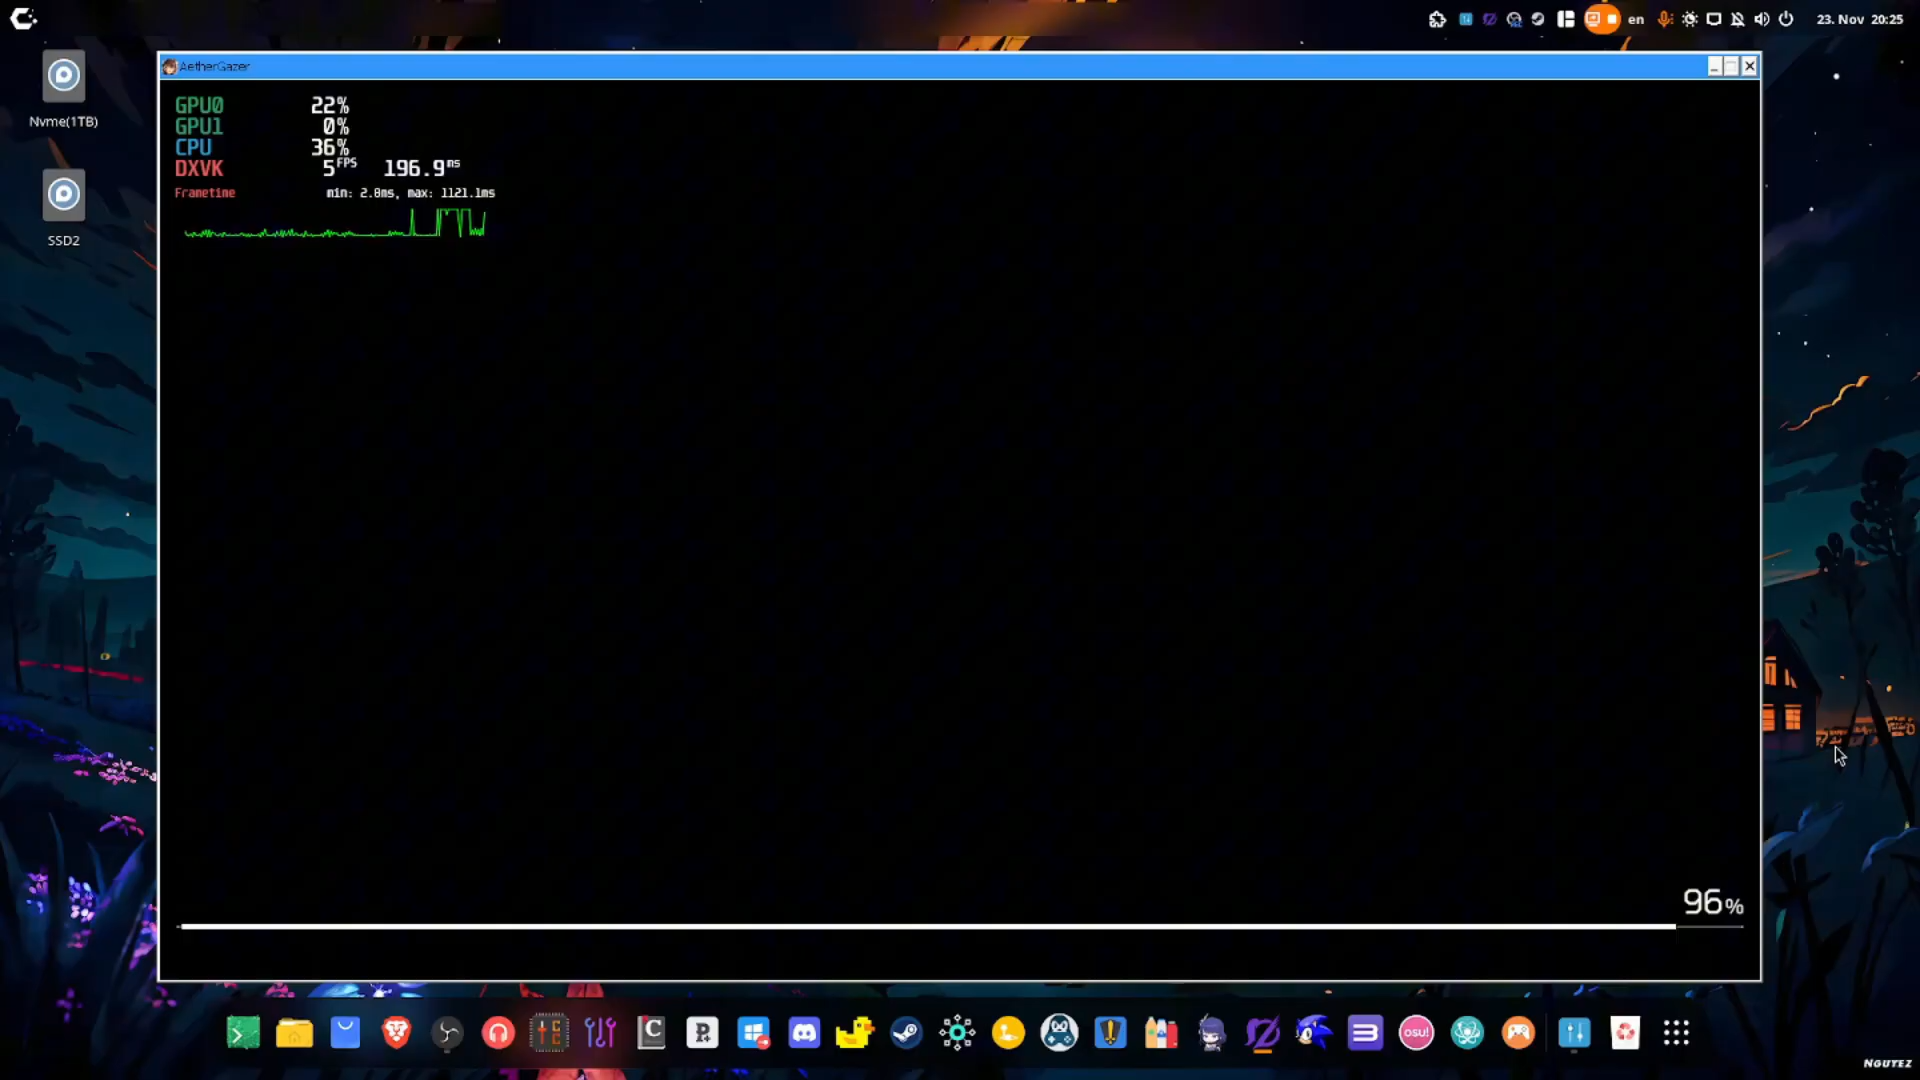 en
23. Nov 20:25
Nvme(1TB)
SSD2
AetherGazer
GPU0 22%
GPU1 0%
CPU 36%
DXVK 5FPS 196.9ms
Frametime min: 2.8ms, max: 1121.1ms
96%
osu!
NGUYEZ